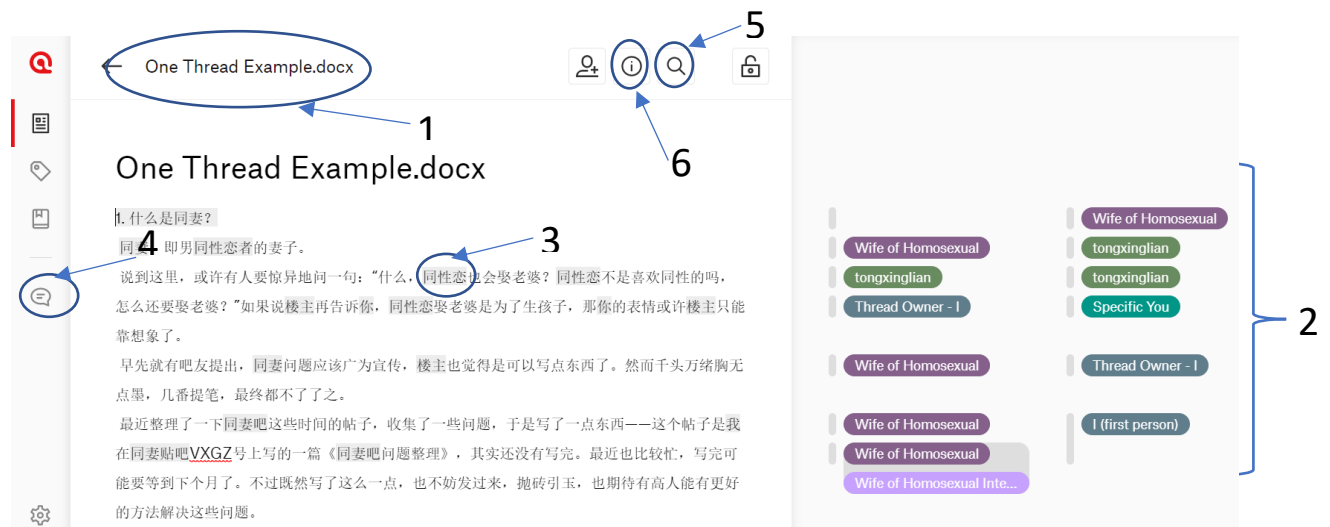 5
One Thread Example.docx
1
6
One Thread Example.docx
1. 什么是同妻？
同妻，即男同性恋者的妻子。
4
3
说到这里，或许有人要惊异地问一句：“什么，同性恋也会娶老婆？同性恋不是喜欢同性的吗，
怎么还要娶老婆？”如果说楼主再告诉你，同性恋娶老婆是为了生孩子，那你的表情或许楼主只能
靠想象了。
早先就有吧友提出，同妻问题应该广为宣传，楼主也觉得是可以写点东西了。然而千头万绪胸无
点墨，几番提笔，最终都不了了之。
最近整理了一下同妻吧这些时间的帖子，收集了一些问题，于是写了一点东西——这个帖子是我
在同妻贴吧VXGZ号上写的一篇《同妻吧问题整理》，其实还没有写完。最近也比较忙，写完可
能要等到下个月了。不过既然写了这么一点，也不妨发过来，抛砖引玉，也期待有高人能有更好
的方法解决这些问题。
Wife of Homosexual
Wife of Homosexual
tongxinglian
tongxinglian
tongxinglian
Thread Owner - I
Specific You
2
Wife of Homosexual
Thread Owner - I
Wife of Homosexual
I (first person)
Wife of Homosexual
Wife of Homosexual Inte...